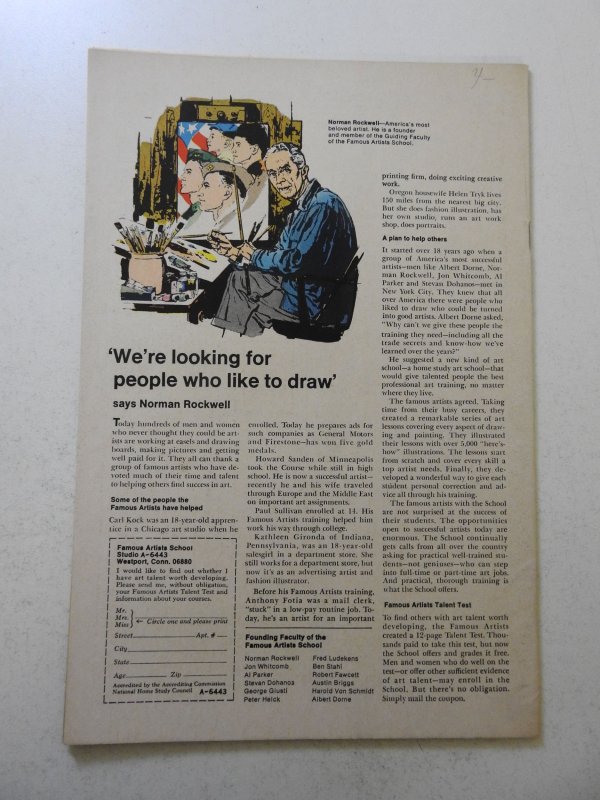 Norman Rockwell—America's most
beloved artist. He is a founder
and member of the Guiding Faculty
of the Famous Artists School.
'We're looking for
people who like to draw'
says Norman Rockwell
Today hundreds of men and women
who never thought they could be art-
ists are working at easels and drawing
boards, making pictures and getting
well paid for it. They all can thank a
group of famous artists who have de-
voted much of their time and talent
to helping others find success in art.
Some of the people the
Famous Artists have helped
Carl Kock was an 18-year-old appren-
tice in a Chicago art studio when he
enrolled. Today he prepares ads for
such companies as General Motors
and Firestone—has won five gold
medals.
Howard Sanden of Minneapolis
took the Course while still in high
school. He is now a successful artist—
recently he and his wife traveled
through Europe and the Middle East
on important art assignments.
Paul Sullivan enrolled at 14. His
Famous Artists training helped him
work his way through college.
Kathleen Gironda of Indiana,
Pennsylvania, was an 18-year-old
salesgirl in a department store. She
still works for a department store, but
now it's as an advertising artist and
fashion illustrator.
Before his Famous Artists training,
Anthony Fotia was a mail clerk,
"stuck" in a low-pay routine job. To-
day, he's an artist for an important
printing firm, doing exciting creative
work.
Oregon housewife Helen Tryk lives
150 miles from the nearest big city.
But she does fashion illustration, has
her own studio, runs an art work
shop, does portraits.
A plan to help others
It started over 18 years ago when a
group of America's most successful
artists—men like Albert Dorne, Nor-
man Rockwell, Jon Whitcomb, Al
Parker and Stevan Dohanos—met in
New York City. They knew that all
over America there were people who
liked to draw who could be turned
into good artists. Albert Dorne asked,
"Why can't we give these people the
training they need—including all the
trade secrets and know-how we've
learned over the years?"
He suggested a new kind of art
school—a home study art school—that
would give talented people the best
professional art training, no matter
where they live.
The famous artists agreed. Taking
time from their busy careers, they
created a remarkable series of art
lessons covering every aspect of draw-
ing and painting. They illustrated
their lessons with over 5,000 "here's-
how" illustrations. The lessons start
from scratch and cover every skill a
top artist needs. Finally, they de-
veloped a wonderful way to give each
student personal correction and ad-
vice all through his training.
The famous artists with the School
are not surprised at the success of
their students. The opportunities
open to successful artists today are
enormous. The School continually
gets calls from all over the country
asking for practical well-trained stu-
dents—not geniuses—who can step
into full-time or part-time art jobs.
And practical, thorough training is
what the School offers.
Famous Artists Talent Test
To find others with art talent worth
developing, the Famous Artists
created a 12-page Talent Test. Thou-
sands paid to take this test, but now
the School offers and grades it free.
Men and women who do well on the
test—or offer other sufficient evidence
of art talent—may enroll in the
School. But there's no obligation.
Simply mail the coupon.
Famous Artists School
Studio A-6443
Westport, Conn. 06880
I would like to find out whether I
have art talent worth developing.
Please send me, without obligation,
your Famous Artists Talent Test and
information about your courses.
Mr.
Mrs. ← Circle one and please print
Miss
Street Apt. #
City
State
Age Zip
Accredited by the Accrediting Commission
National Home Study Council A-6443
Founding Faculty of the
Famous Artists School
Norman Rockwell
Jon Whitcomb
Al Parker
Stevan Dohanos
George Giusti
Peter Helck
Fred Ludekens
Ben Stahl
Robert Fawcett
Austin Briggs
Harold Von Schmidt
Albert Dorne